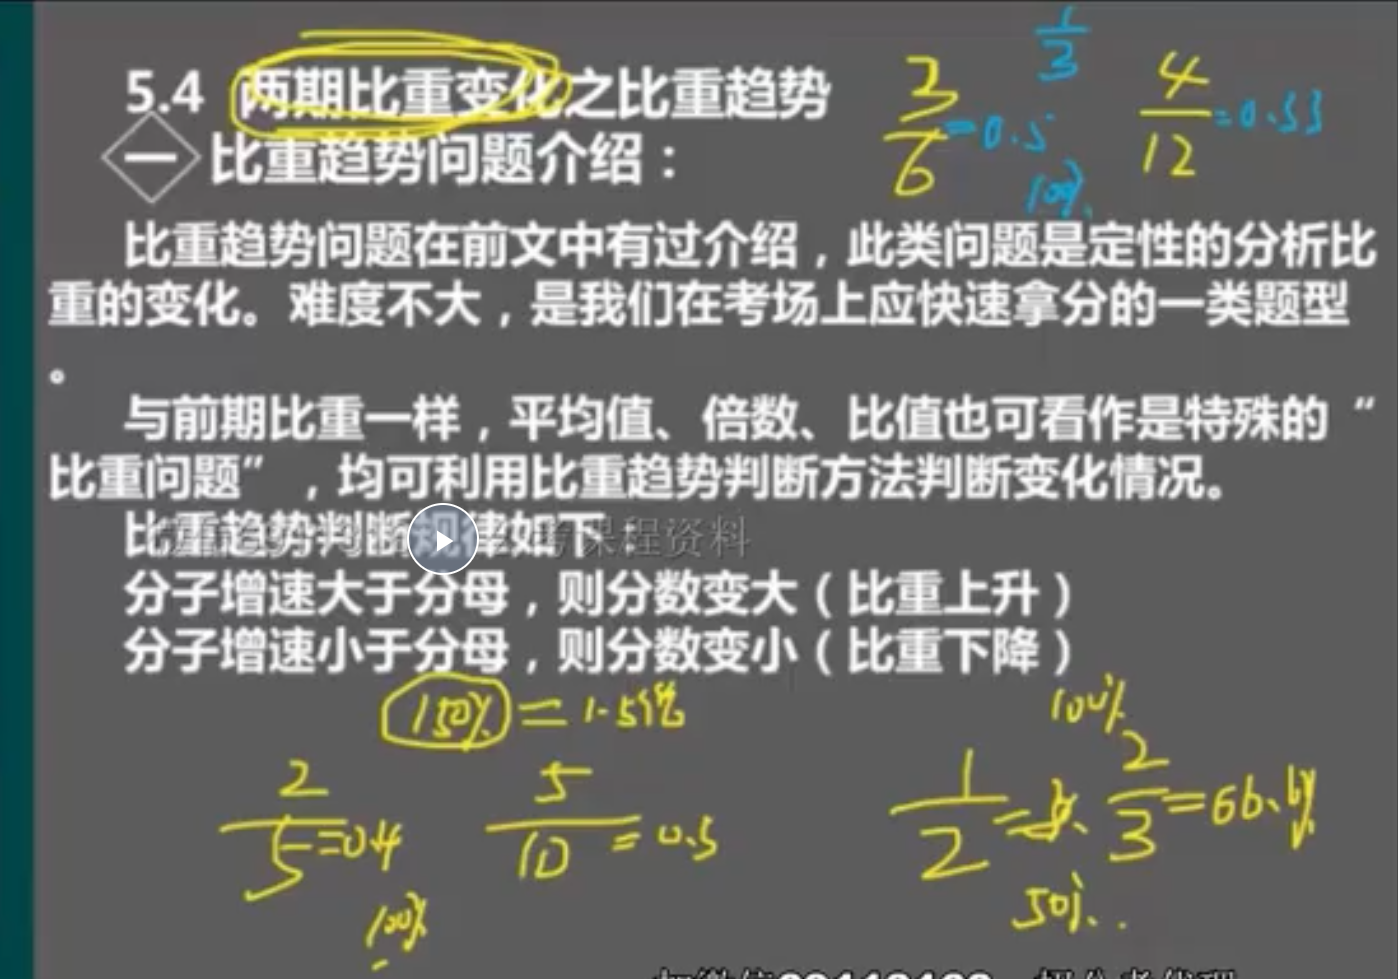 5.4 两期比重变化之比重趋势
一 比重趋势问题介绍：
比重趋势问题在前文中有过介绍，此类问题是定性的分析比
重的变化。难度不大，是我们在考场上应快速拿分的一类题型
。
与前期比重一样，平均值、倍数、比值也可看作是特殊的“
比重问题”，均可利用比重趋势判断方法判断变化情况。
比重趋势判断规律如下：
课程资料
分子增速大于分母，则分数变大（比重上升）
分子增速小于分母，则分数变小（比重下降）
1/3
3/6 =0.5
4/12 =0.33
100%
150% = 1.5倍
2/5 =0.4
5/10 = 0.5
100%
100%
1/2 =
2/3 = 66.6%
50%